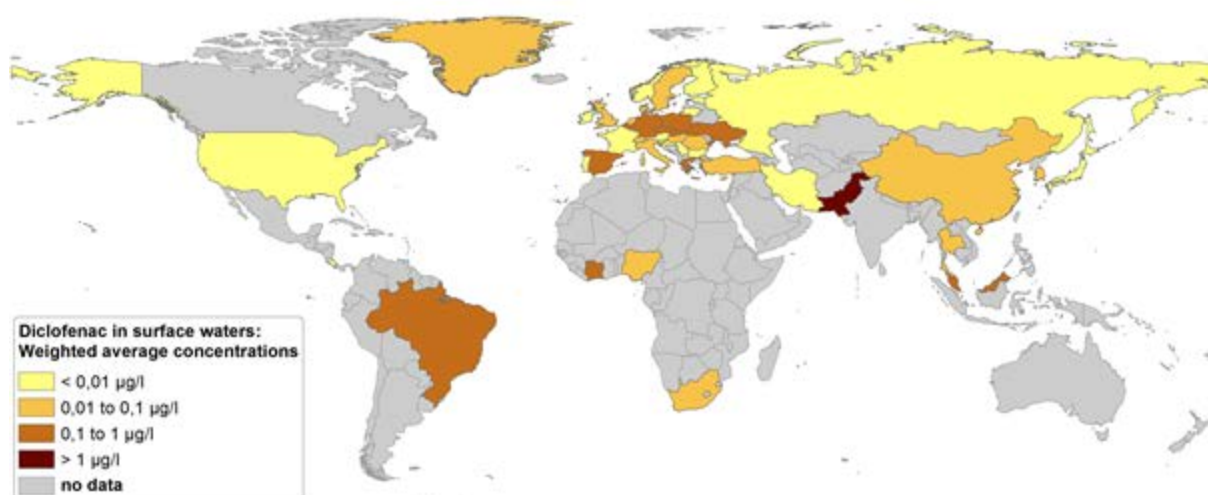 Diclofenac in surface waters:
Weighted average concentrations
< 0,01 µg/l
0,01 to 0,1 µg/l
0,1 to 1 µg/l
> 1 µg/l
no data